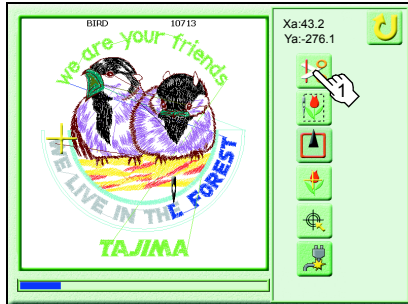 BIRD 10713
Xa:43.2
Ya:-276.1
we are your friends
1
WE LIVE IN THE FOREST
TAJIMA